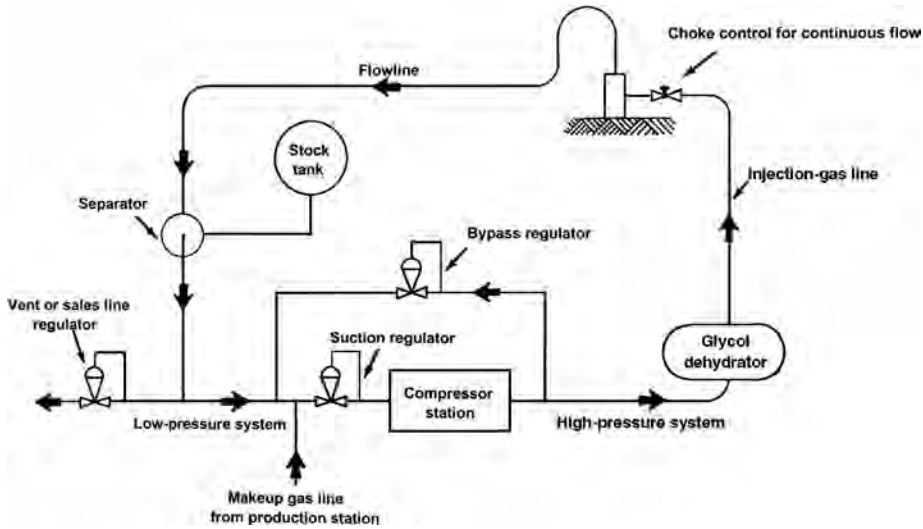 Choke control for continuous flow
Flowline
Stock
tank
Injection-gas line
Separator
Bypass regulator
Vent or sales line
regulator
Suction regulator
Glycol
dehydrator
Compressor
station
Low-pressure system
High-pressure system
Makeup gas line
from production station